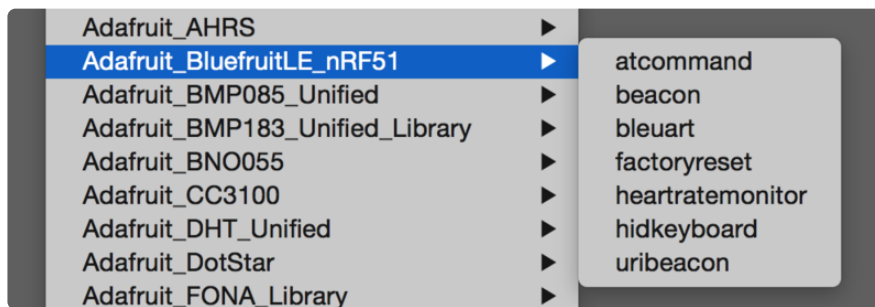 Adafruit_AHRS
Adafruit_BluefruitLE_nRF51
Adafruit_BMP085_Unified
Adafruit_BMP183_Unified_Library
Adafruit_BNO055
Adafruit_CC3100
Adafruit_DHT_Unified
Adafruit_DotStar
Adafruit_FONA_Library
atcommand
beacon
bleuart
factoryreset
heartratemonitor
hidkeyboard
uribeacon